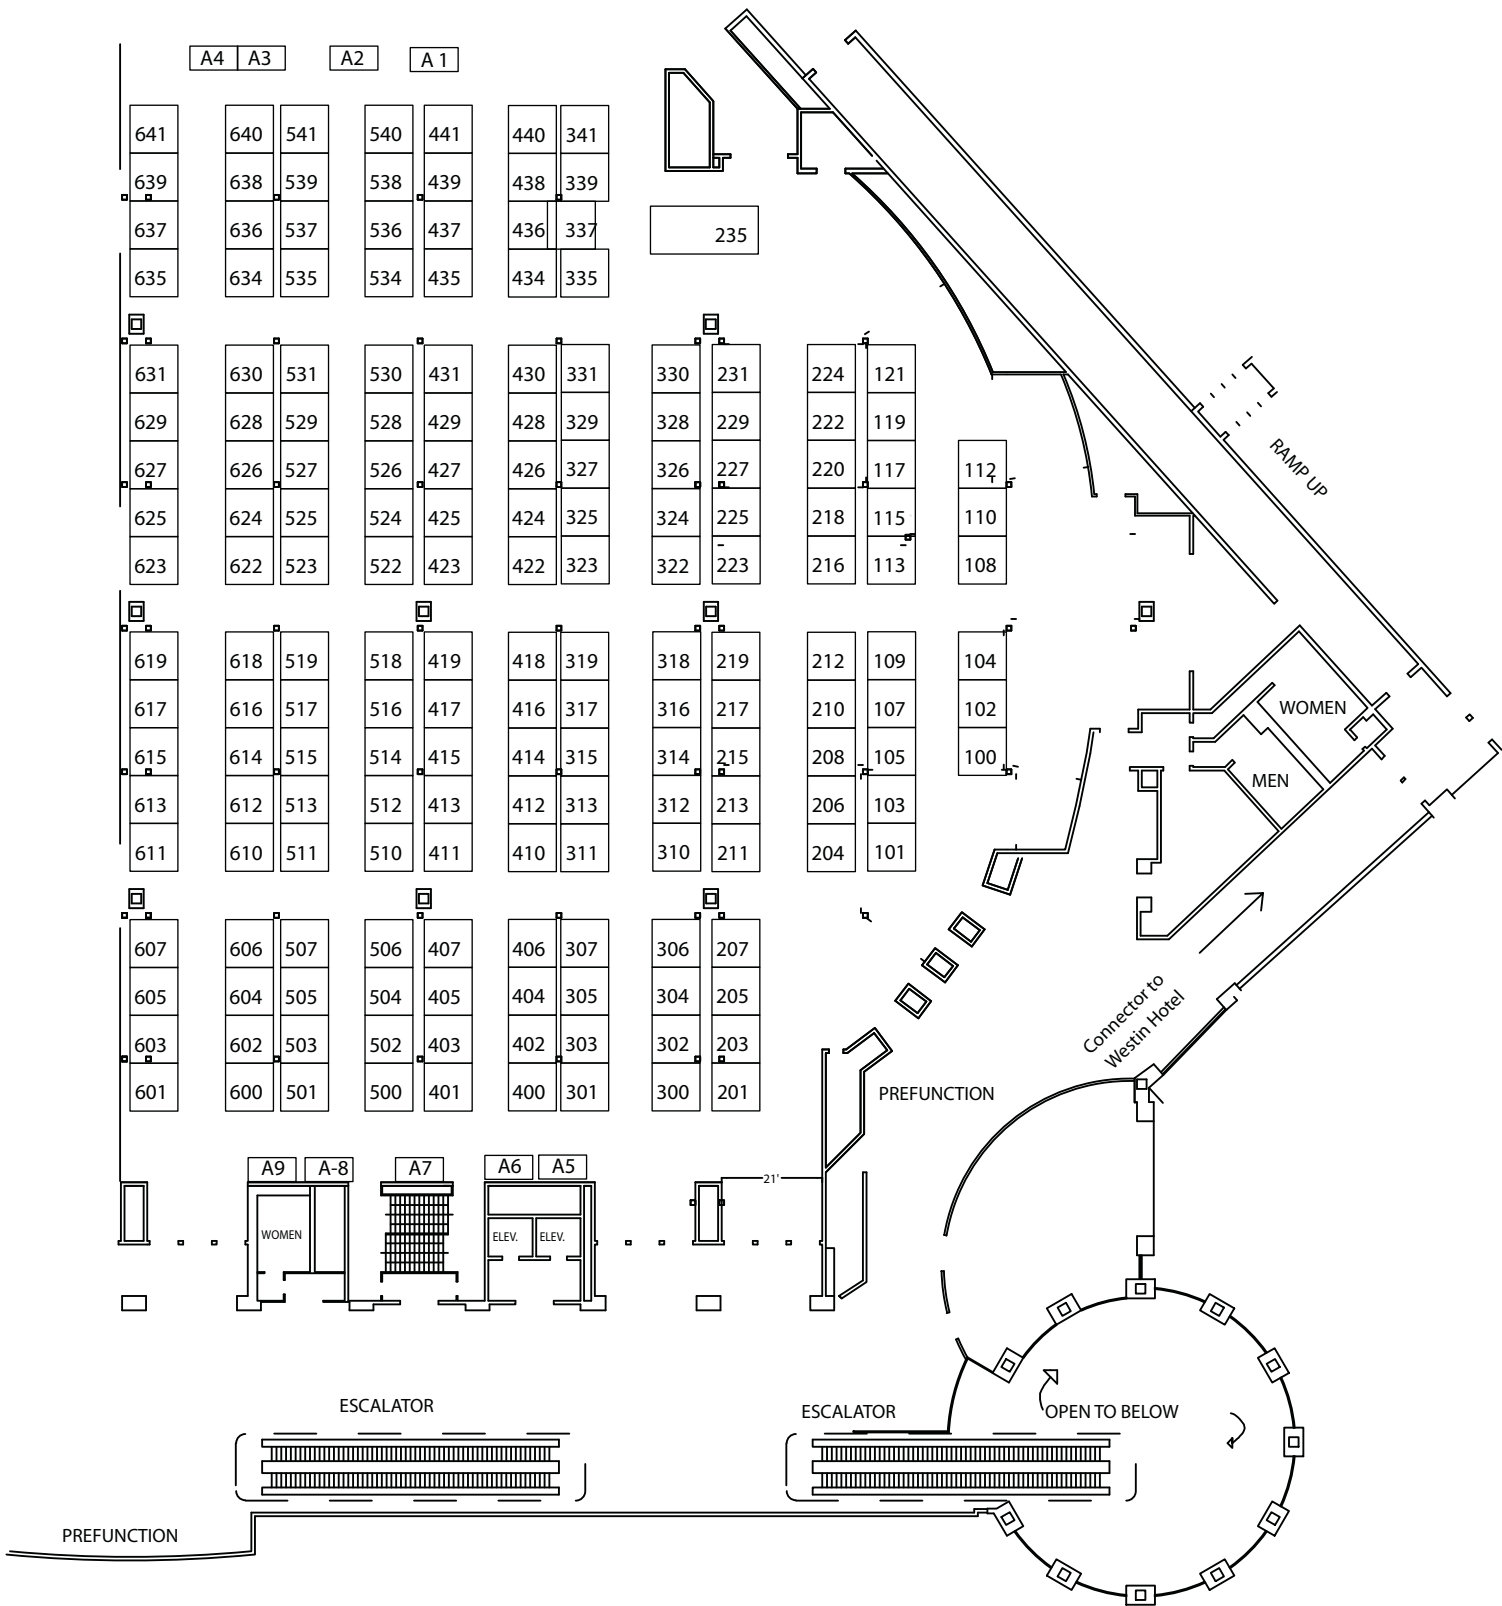 A4 A3 A2 A 1
641 640 541 540 441 440 341
639 638 539 538 439 438 339
637 636 537 536 437 436 337 235
635 634 535 534 435 434 335
631 630 531 530 431 430 331 330 231 224 121
629 628 529 528 429 428 329 328 229 222 119
RAMP UP
627 626 527 526 427 426 327 326 227 220 117 112
625 624 525 524 425 424 325 324 225 218 115 110
623 622 523 522 423 422 323 322 223 216 113 108
619 618 519 518 419 418 319 318 219 212 109 104
617 616 517 516 417 416 317 316 217 210 107 102 WOMEN
615 614 515 514 415 414 315 314 215 208 105 100
MEN
613 612 513 512 413 412 313 312 213 206 103
611 610 511 510 411 410 311 310 211 204 101
607 606 507 506 407 406 307 306 207
605 604 505 504 405 404 305 304 205
Connector to
Westin Hotel
603 602 503 502 403 402 303 302 203
601 600 501 500 401 400 301 300 201 PREFUNCTION
A9 A-8 A7 A6 A5
21'
WOMEN ELEV. ELEV.
ESCALATOR ESCALATOR OPEN TO BELOW
PREFUNCTION